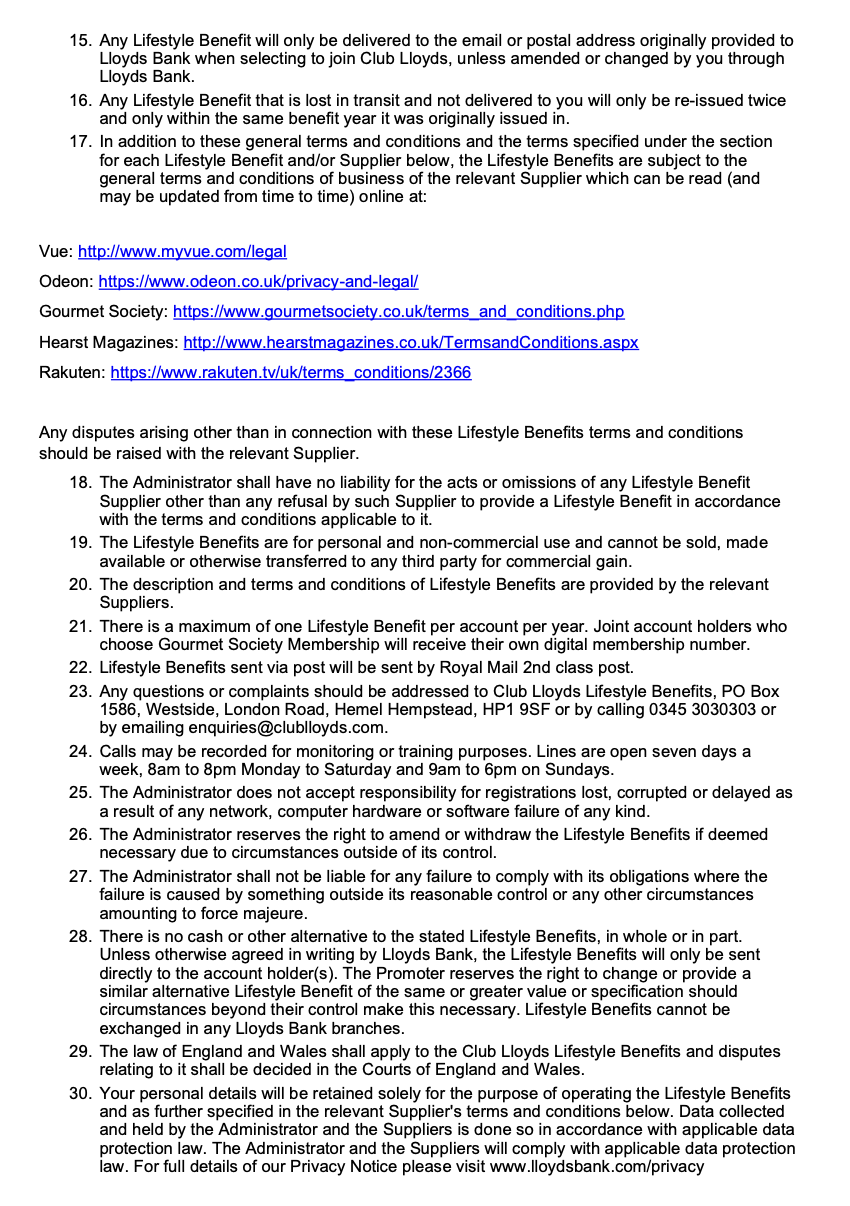 15. Any Lifestyle Benefit will only be delivered to the email or postal address originally provided to
Lloyds Bank when selecting to join Club Lloyds, unless amended or changed by you through
Lloyds Bank.
16. Any Lifestyle Benefit that is lost in transit and not delivered to you will only be re-issued twice
and only within the same benefit year it was originally issued in.
17. In addition to these general terms and conditions and the terms specified under the section
for each Lifestyle Benefit and/or Supplier below, the Lifestyle Benefits are subject to the
general terms and conditions of business of the relevant Supplier which can be read (and
may be updated from time to time) online at:
Vue: http://www.myvue.com/legal
Odeon: https://www.odeon.co.uk/privacy-and-legal/
Gourmet Society: https://www.gourmetsociety.co.uk/terms_and_conditions.php
Hearst Magazines: http://www.hearstmagazines.co.uk/TermsandConditions.aspx
Rakuten: https://www.rakuten.tv/uk/terms_conditions/2366
Any disputes arising other than in connection with these Lifestyle Benefits terms and conditions
should be raised with the relevant Supplier.
18. The Administrator shall have no liability for the acts or omissions of any Lifestyle Benefit
Supplier other than any refusal by such Supplier to provide a Lifestyle Benefit in accordance
with the terms and conditions applicable to it.
19. The Lifestyle Benefits are for personal and non-commercial use and cannot be sold, made
available or otherwise transferred to any third party for commercial gain.
20. The description and terms and conditions of Lifestyle Benefits are provided by the relevant
Suppliers.
21. There is a maximum of one Lifestyle Benefit per account per year. Joint account holders who
choose Gourmet Society Membership will receive their own digital membership number.
22. Lifestyle Benefits sent via post will be sent by Royal Mail 2nd class post.
23. Any questions or complaints should be addressed to Club Lloyds Lifestyle Benefits, PO Box
1586, Westside, London Road, Hemel Hempstead, HP1 9SF or by calling 0345 3030303 or
by emailing enquiries@clublloyds.com.
24. Calls may be recorded for monitoring or training purposes. Lines are open seven days a
week, 8am to 8pm Monday to Saturday and 9am to 6pm on Sundays.
25. The Administrator does not accept responsibility for registrations lost, corrupted or delayed as
a result of any network, computer hardware or software failure of any kind.
26. The Administrator reserves the right to amend or withdraw the Lifestyle Benefits if deemed
necessary due to circumstances outside of its control.
27. The Administrator shall not be liable for any failure to comply with its obligations where the
failure is caused by something outside its reasonable control or any other circumstances
amounting to force majeure.
28. There is no cash or other alternative to the stated Lifestyle Benefits, in whole or in part.
Unless otherwise agreed in writing by Lloyds Bank, the Lifestyle Benefits will only be sent
directly to the account holder(s). The Promoter reserves the right to change or provide a
similar alternative Lifestyle Benefit of the same or greater value or specification should
circumstances beyond their control make this necessary. Lifestyle Benefits cannot be
exchanged in any Lloyds Bank branches.
29. The law of England and Wales shall apply to the Club Lloyds Lifestyle Benefits and disputes
relating to it shall be decided in the Courts of England and Wales.
30. Your personal details will be retained solely for the purpose of operating the Lifestyle Benefits
and as further specified in the relevant Supplier's terms and conditions below. Data collected
and held by the Administrator and the Suppliers is done so in accordance with applicable data
protection law. The Administrator and the Suppliers will comply with applicable data protection
law. For full details of our Privacy Notice please visit www.lloydsbank.com/privacy